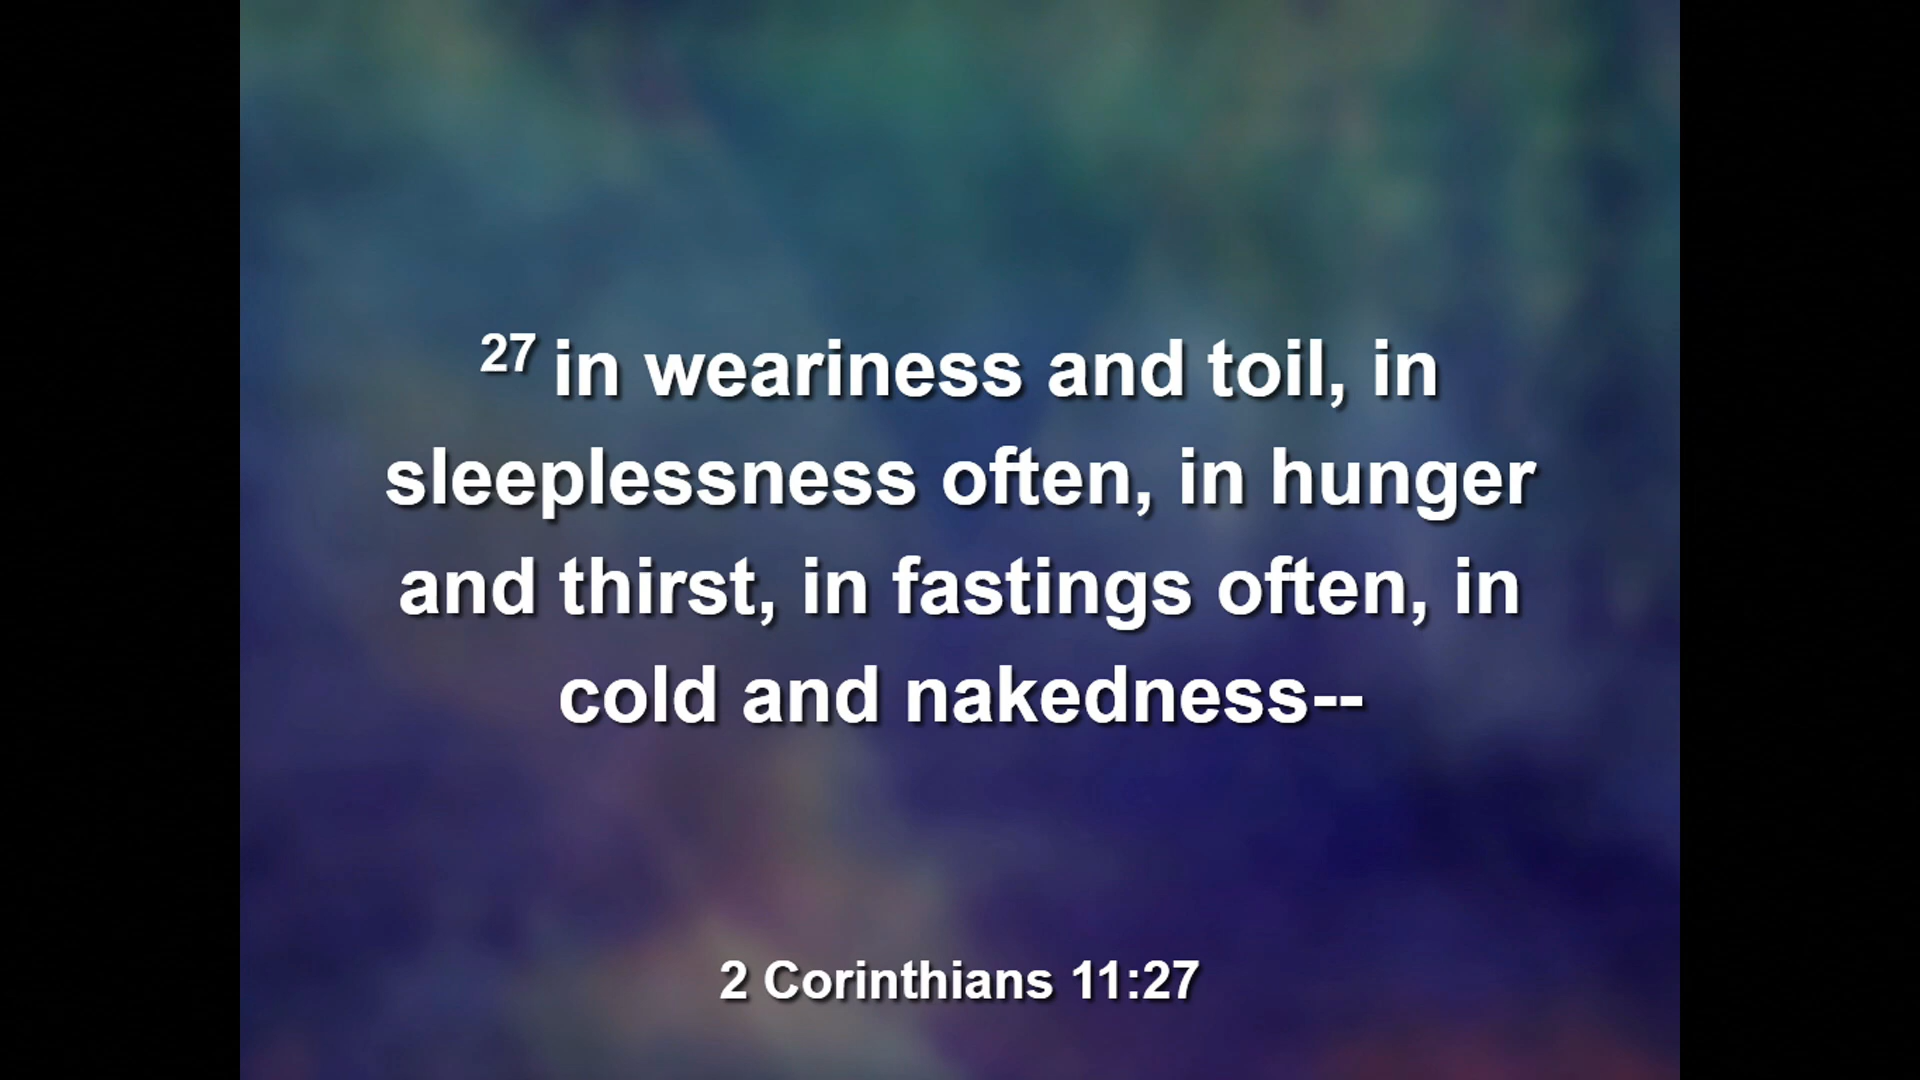 27 in weariness and toil, in
sleeplessness often, in hunger
and thirst, in fastings often, in
cold and nakedness--
2 Corinthians 11:27